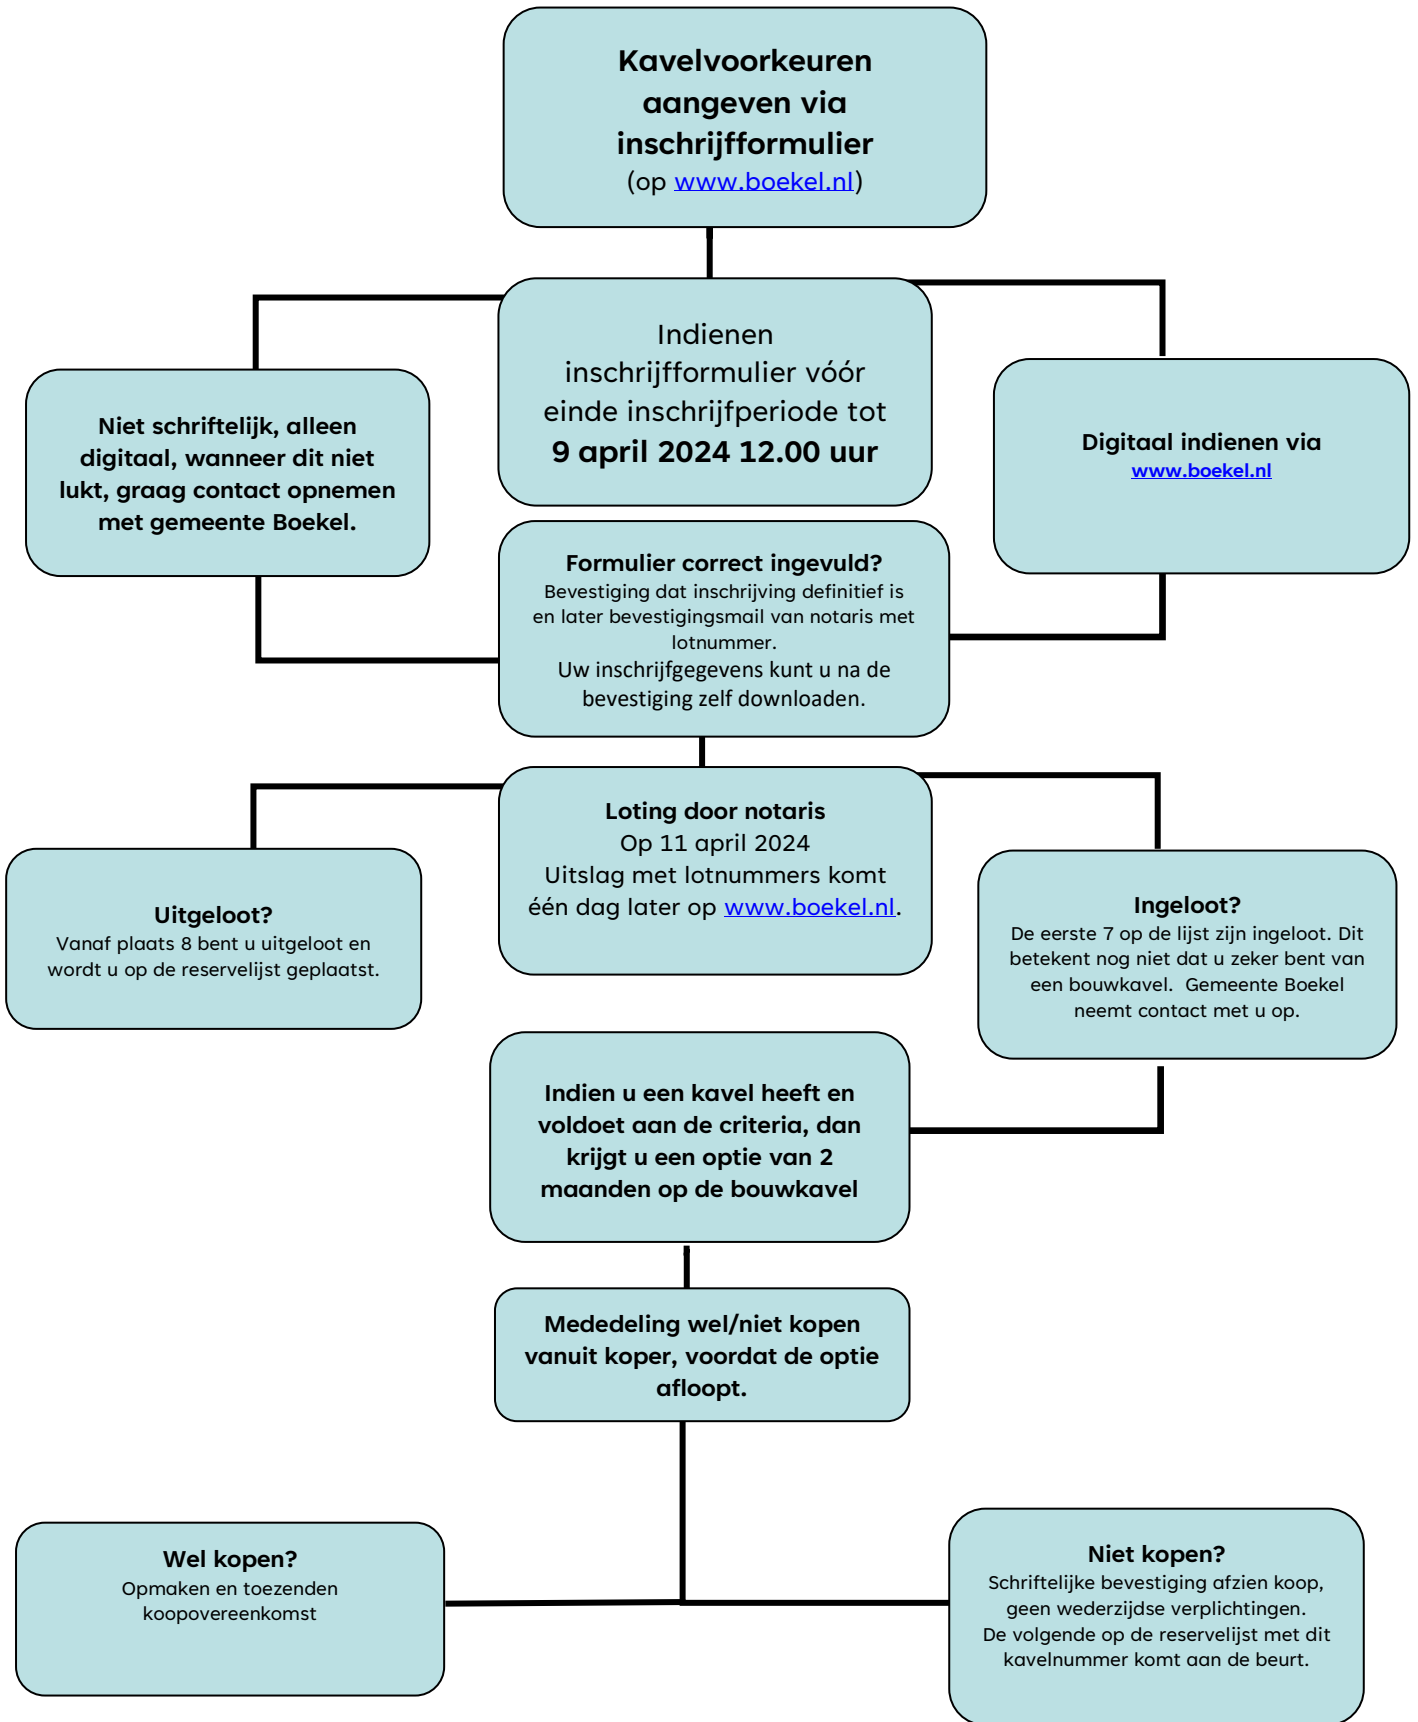 Kavelvoorkeuren
aangeven via
inschrijfformulier
(op www.boekel.nl)
Indienen
inschrijfformulier vóór
einde inschrijfperiode tot
9 april 2024 12.00 uur
Niet schriftelijk, alleen
digitaal, wanneer dit niet
lukt, graag contact opnemen
met gemeente Boekel.
Digitaal indienen via
www.boekel.nl
Formulier correct ingevuld?
Bevestiging dat inschrijving definitief is
en later bevestigingsmail van notaris met
lotnummer.
Uw inschrijfgegevens kunt u na de
bevestiging zelf downloaden.
Loting door notaris
Op 11 april 2024
Uitslag met lotnummers komt
één dag later op www.boekel.nl.
Uitgeloot?
Vanaf plaats 8 bent u uitgeloot en
wordt u op de reservelijst geplaatst.
Ingeloot?
De eerste 7 op de lijst zijn ingeloot. Dit
betekent nog niet dat u zeker bent van
een bouwkavel.  Gemeente Boekel
neemt contact met u op.
Indien u een kavel heeft en
voldoet aan de criteria, dan
krijgt u een optie van 2
maanden op de bouwkavel
Mededeling wel/niet kopen
vanuit koper, voordat de optie
afloopt.
Wel kopen?
Opmaken en toezenden
koopovereenkomst
Niet kopen?
Schriftelijke bevestiging afzien koop,
geen wederzijdse verplichtingen.
De volgende op de reservelijst met dit
kavelnummer komt aan de beurt.